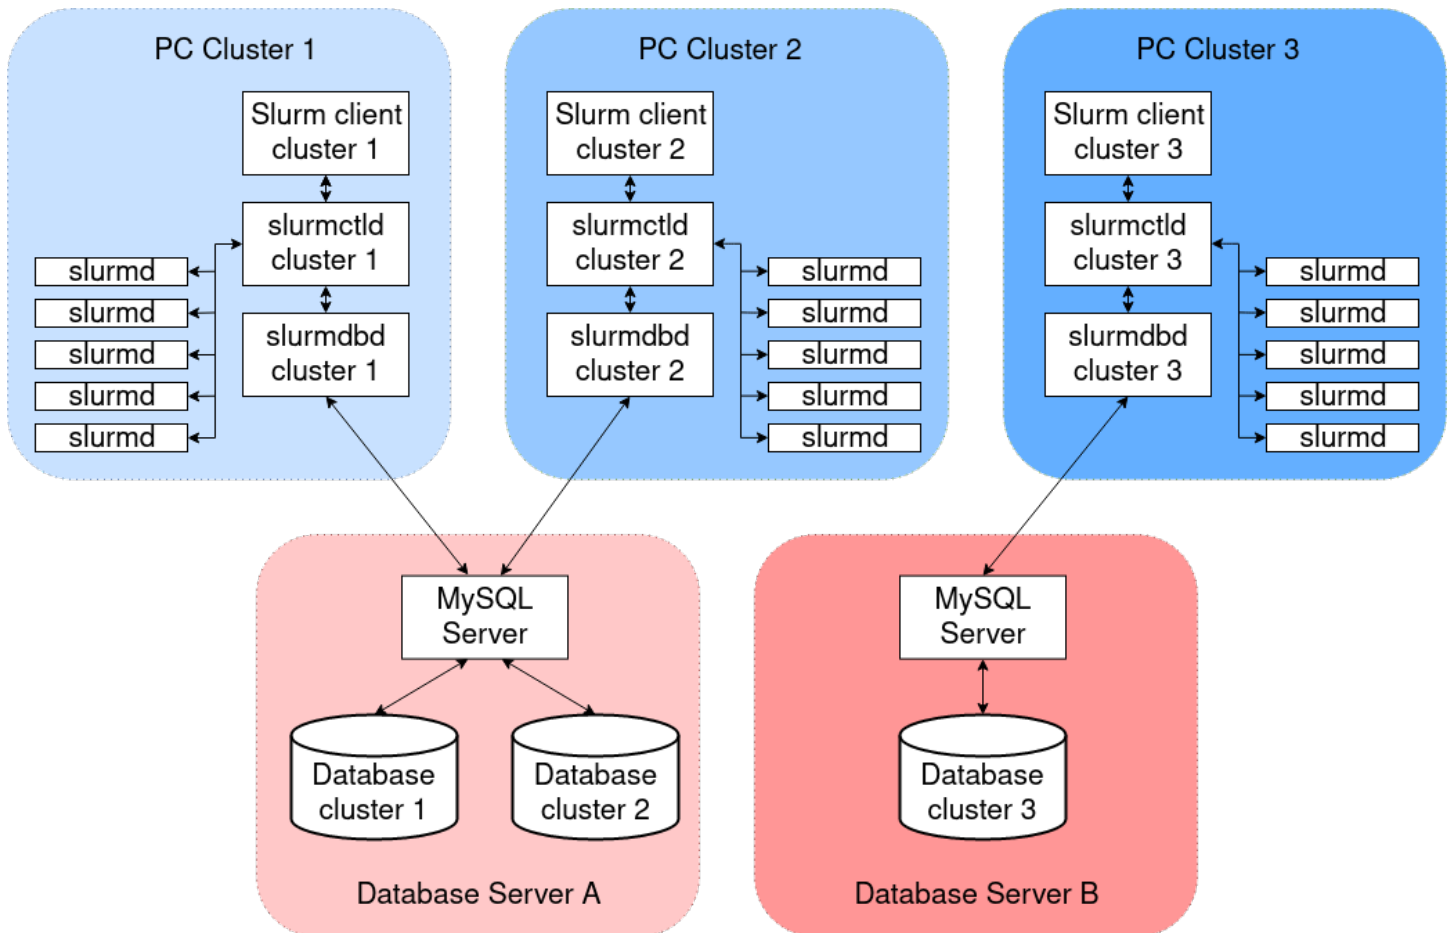 PC Cluster 1
Slurm client
cluster 1
slurmctld
cluster 1
slurmd
slurmd
slurmd
slurmd
slurmd
slurmdbd
cluster 1
PC Cluster 2
Slurm client
cluster 2
slurmctld
cluster 2
slurmd
slurmd
slurmd
slurmd
slurmd
slurmdbd
cluster 2
PC Cluster 3
Slurm client
cluster 3
slurmctld
cluster 3
slurmd
slurmd
slurmd
slurmd
slurmd
slurmdbd
cluster 3
MySQL
Server
Database
cluster 1
Database
cluster 2
Database Server A
MySQL
Server
Database
cluster 3
Database Server B